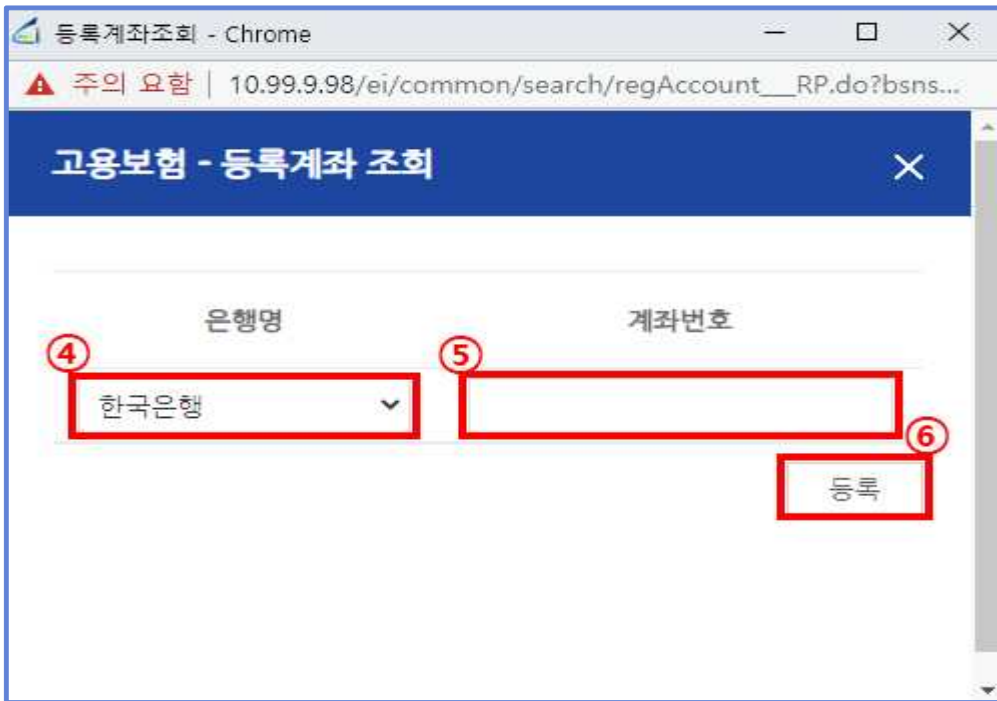 등록계좌조회 - Chrome
주의 요함 | 10.99.9.98/ei/common/search/regAccount___RP.do?bsns...
고용보험 - 등록계좌 조회
은행명 계좌번호
④ ⑤
한국은행
⑥
등록